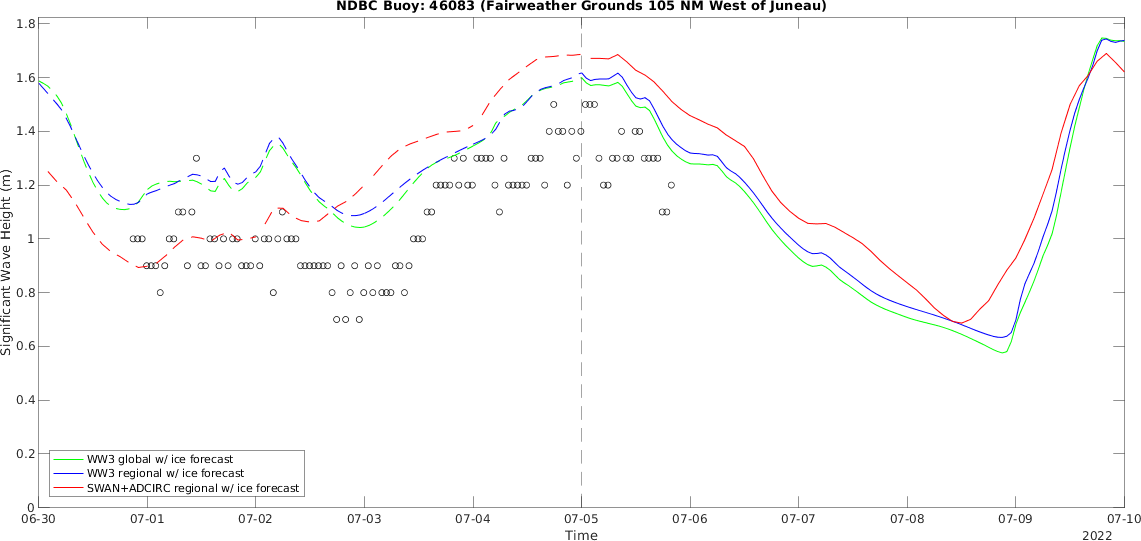 NDBC Buoy: 46083 (Fairweather Grounds 105 NM West of Juneau)
1.8
1.6
1.4
1.2
1
0.8
0.6
0.4
0.2
0
Significant Wave Height (m)
WW3 global w/ ice forecast
WW3 regional w/ ice forecast
SWAN+ADCIRC regional w/ ice forecast
06-30 07-01 07-02 07-03 07-04 07-05 07-06 07-07 07-08 07-09 07-10
Time 2022